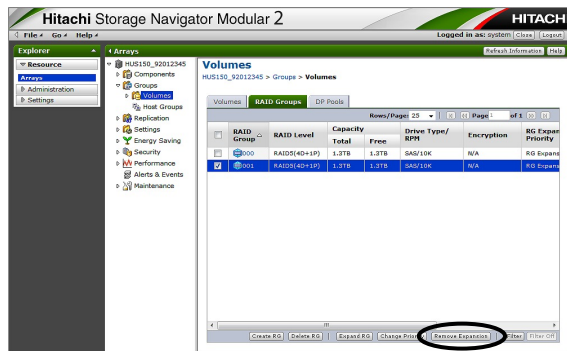 Hitachi Storage Navigator Modular 2
HITACH
File Go Help
Logged in as: system Close Logout
Explorer
Arrays
Refresh Information Help
Resource
Arrays
Administration
Settings
HUS150_92012345
Components
Groups
Volumes
Host Groups
Replication
Settings
Energy Saving
Security
Performance
Alerts & Events
Maintenance
Volumes
HUS150_92012345 > Groups > Volumes
Volumes RAID Groups DP Pools
Rows/Page: 25 Page 1 of 1
RAID Group RAID Level Capacity Total Free Drive Type/ RPM Encryption RG Expan Priority
000 RAID5(4D+1P) 1.3TB 1.3TB SAS/10K N/A RG Expans
001 RAID5(4D+1P) 1.3TB 1.3TB SAS/10K N/A RG Expans
Create RG Delete RG Expand RG Change Priority Remove Expansion Filter Filter Off